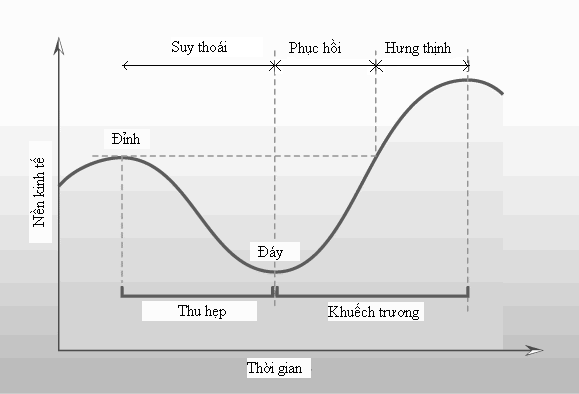 Suy thoái
Phục hồi
Hưng thịnh
Đỉnh
Nền kinh tế
Đáy
Thu hẹp
Khuếch trương
Thời gian